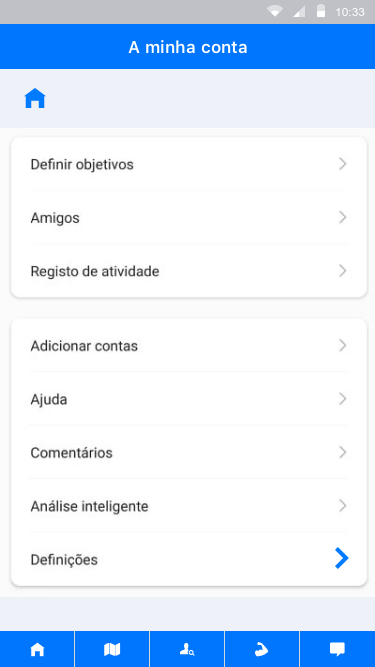 10:33
A minha conta
Definir objetivos
Amigos
Registo de atividade
Adicionar contas
Ajuda
Comentários
Análise inteligente
Definições